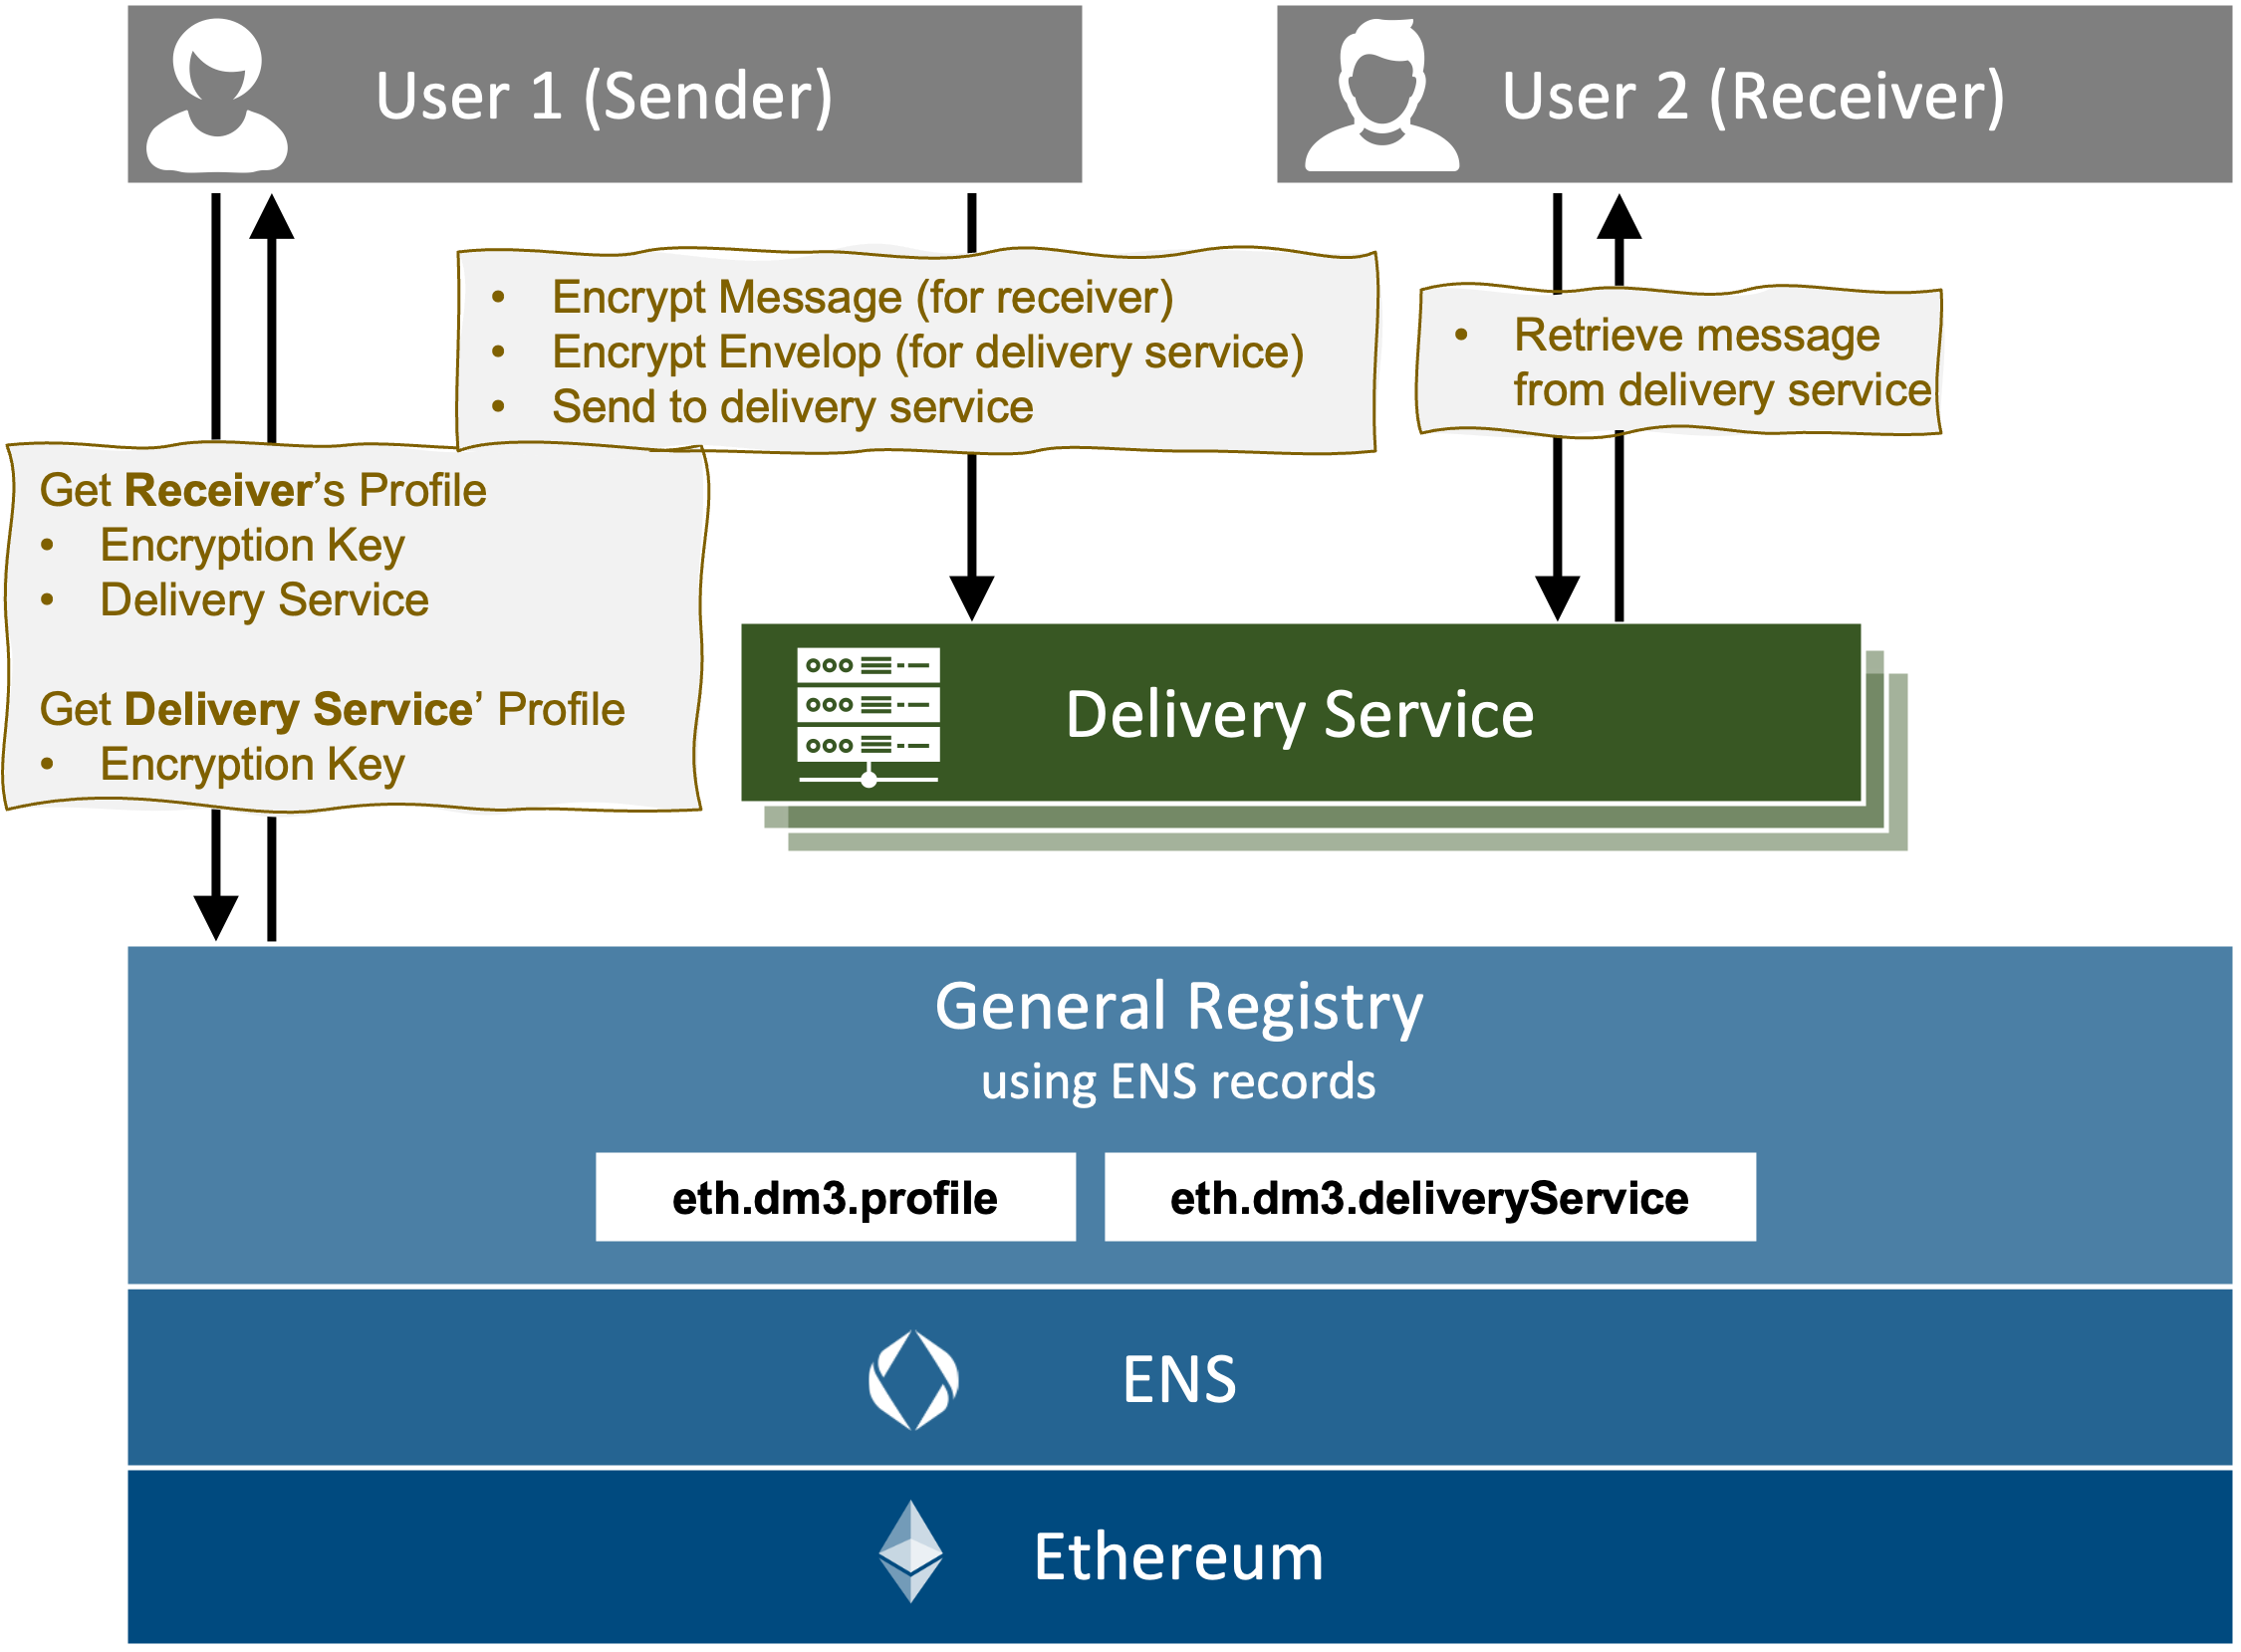 User 1 (Sender)
User 2 (Receiver)
• Encrypt Message (for receiver)
• Encrypt Envelop (for delivery service)
• Send to delivery service
• Retrieve message
from delivery service
Get Receiver’s Profile
• Encryption Key
• Delivery Service
Get Delivery Service’ Profile
• Encryption Key
Delivery Service
General Registry
using ENS records
eth.dm3.profile
eth.dm3.deliveryService
ENS
Ethereum